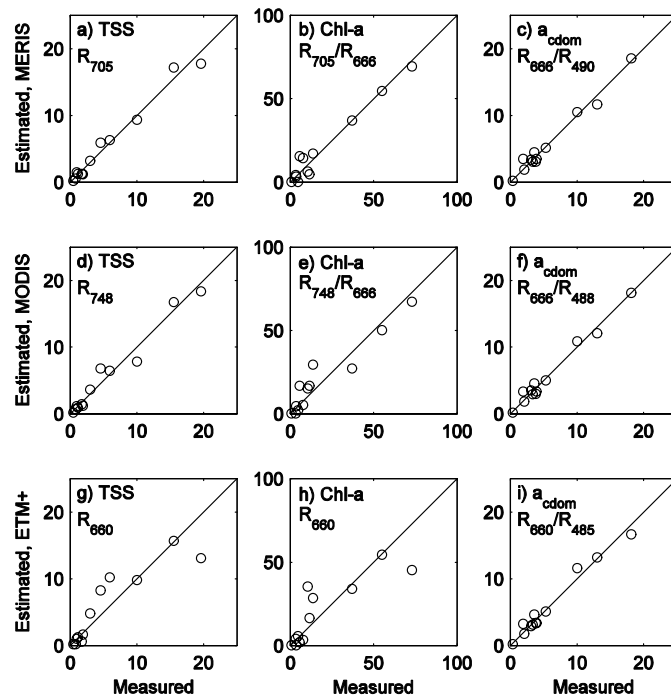 a) TSS
R705
b) Chl-a
R705/R666
c) acdom
R666/R490
Estimated, MERIS
20
10
0
0 10 20
100
50
0
0 50 100
20
10
0
0 10 20
d) TSS
R748
e) Chl-a
R748/R666
f) acdom
R666/R488
Estimated, MODIS
20
10
0
0 10 20
100
50
0
0 50 100
20
10
0
0 10 20
g) TSS
R660
h) Chl-a
R660
i) acdom
R660/R485
Estimated, ETM+
20
10
0
0 10 20
100
50
0
0 50 100
20
10
0
0 10 20
Measured
Measured
Measured